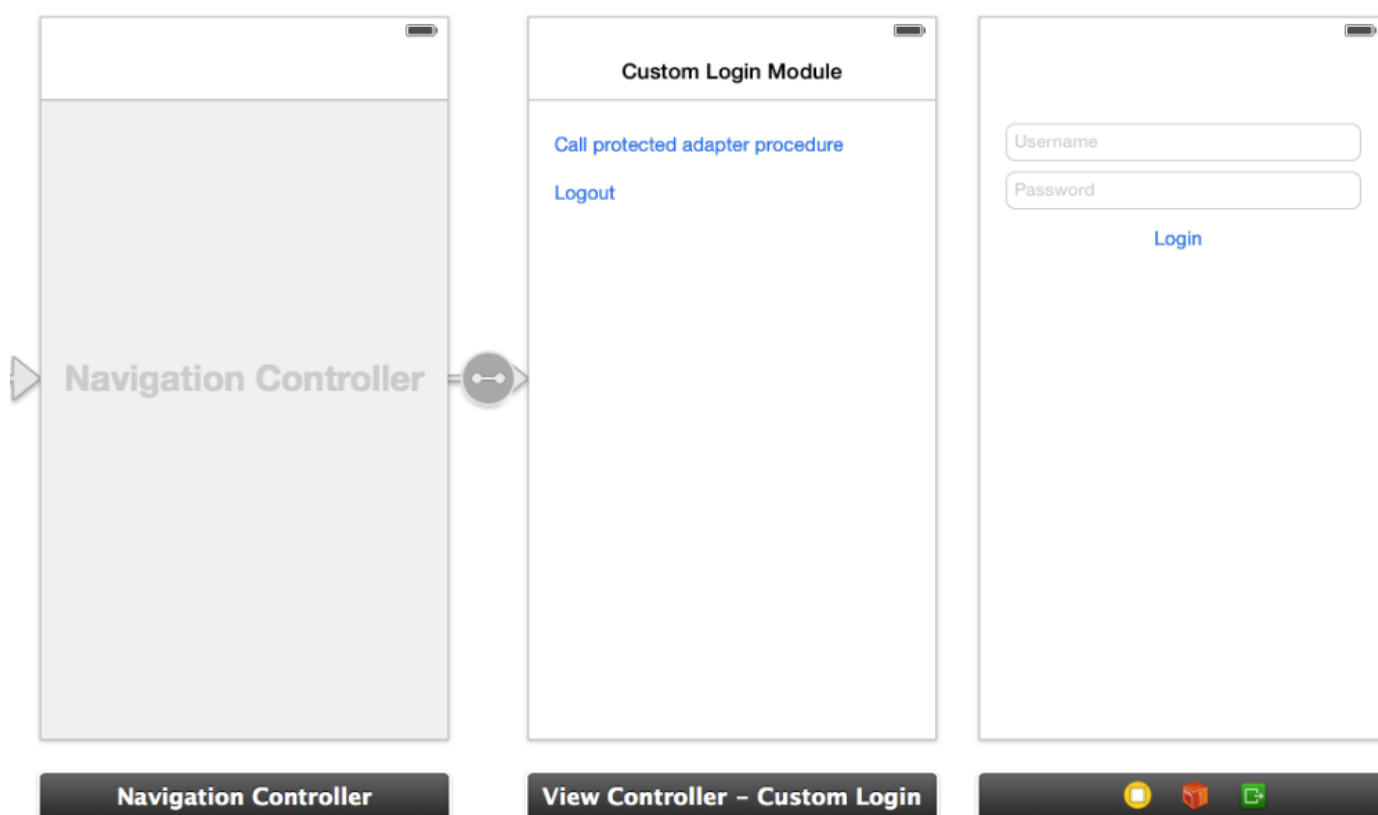 Navigation Controller
Navigation Controller
Custom Login Module
Call protected adapter procedure
Logout
View Controller – Custom Login
Username
Password
Login